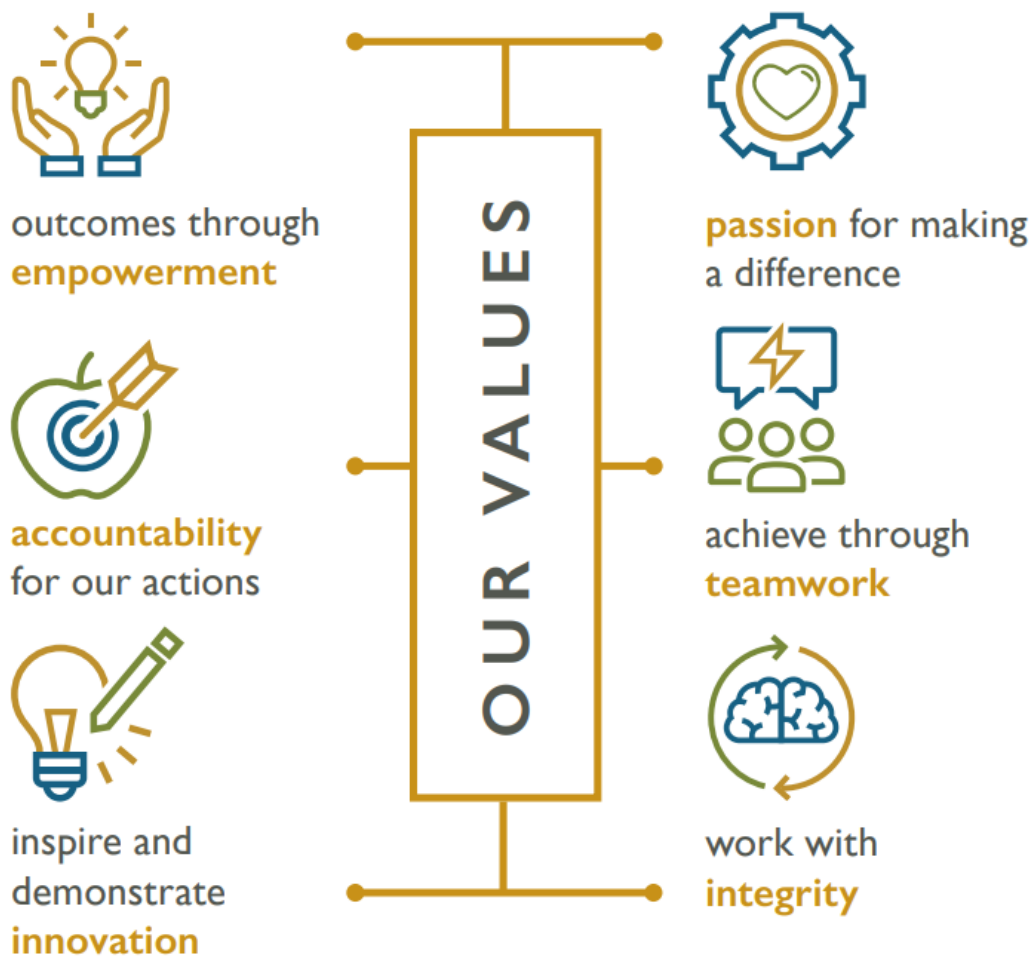 outcomes through
empowerment
accountability
for our actions
inspire and
demonstrate
innovation
OUR VALUES
passion for making
a difference
achieve through
teamwork
work with
integrity